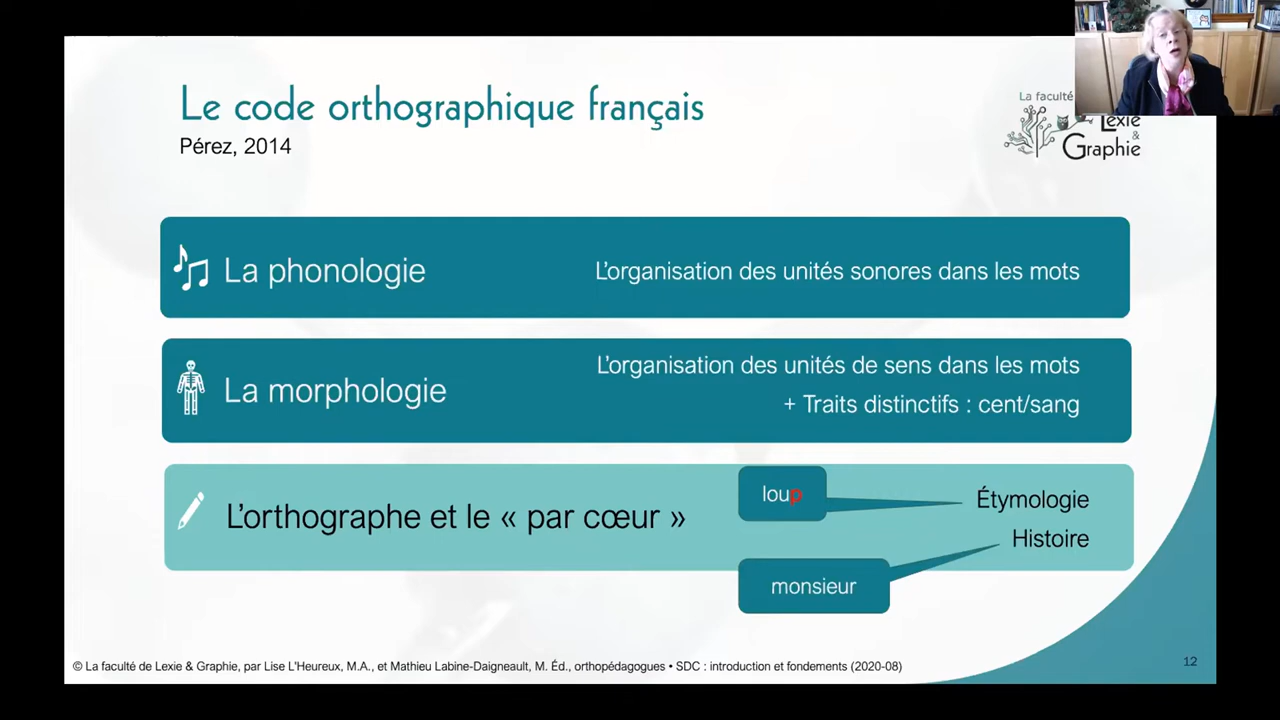 Le code orthographique français
Pérez, 2014
La faculté
Lexie
&
Graphie
La phonologie
L'organisation des unités sonores dans les mots
La morphologie
L'organisation des unités de sens dans les mots
+ Traits distinctifs : cent/sang
L'orthographe et le « par cœur »
loup
Étymologie
Histoire
monsieur
© La faculté de Lexie & Graphie, par Lise L'Heureux, M.A., et Mathieu Labine-Daigneault, M. Éd., orthopédagogues • SDC : introduction et fondements (2020-08)
12